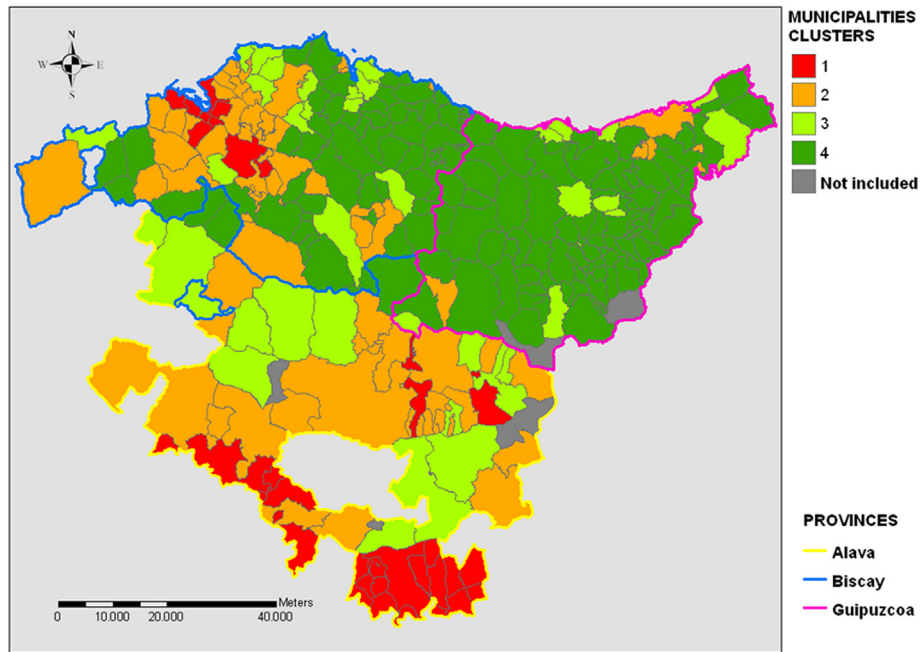 MUNICIPALITIES
CLUSTERS
1
2
3
4
Not included
N
W E
S
PROVINCES
Alava
Biscay
Guipuzcoa
Meters
0 10.000 20.000 40.000